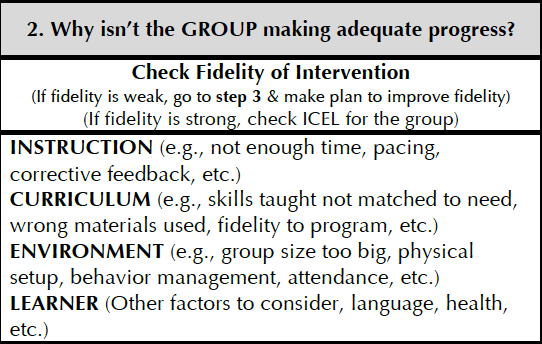 2. Why isn't the GROUP making adequate progress?
Check Fidelity of Intervention
(If fidelity is weak, go to step 3 & make plan to improve fidelity)
(If fidelity is strong, check ICEL for the group)
INSTRUCTION (e.g., not enough time, pacing,
corrective feedback, etc.)
CURRICULUM (e.g., skills taught not matched to need,
wrong materials used, fidelity to program, etc.)
ENVIRONMENT (e.g., group size too big, physical
setup, behavior management, attendance, etc.)
LEARNER (Other factors to consider, language, health,
etc.)